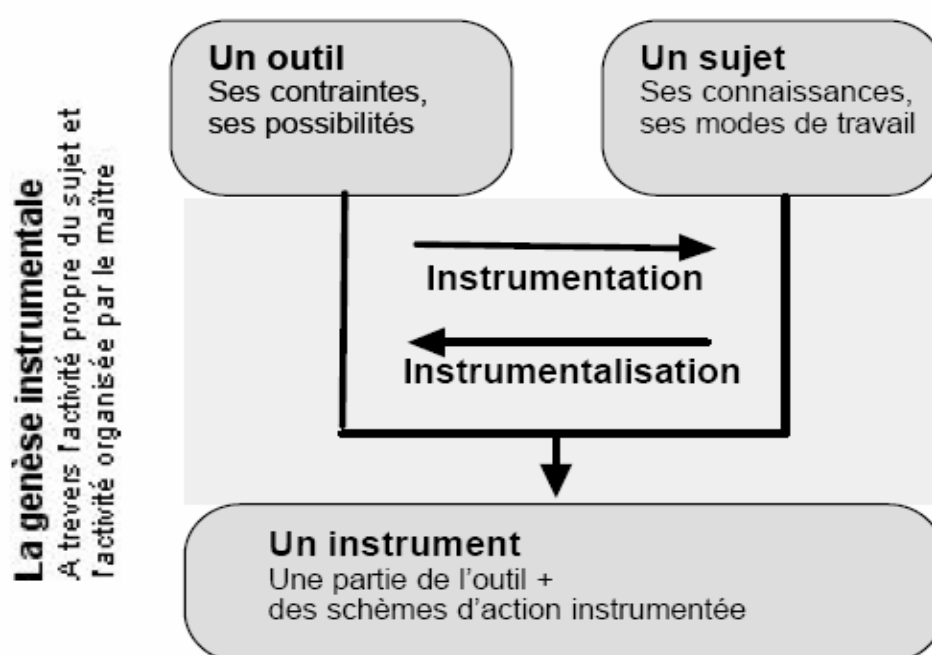 La genèse instrumentale
A trevers l'activité propre du sujet et
l'activité organisée par le maître
Un outil
Ses contraintes,
ses possibilités
Un sujet
Ses connaissances,
ses modes de travail
Instrumentation
Instrumentalisation
Un instrument
Une partie de l'outil +
des schèmes d'action instrumentée